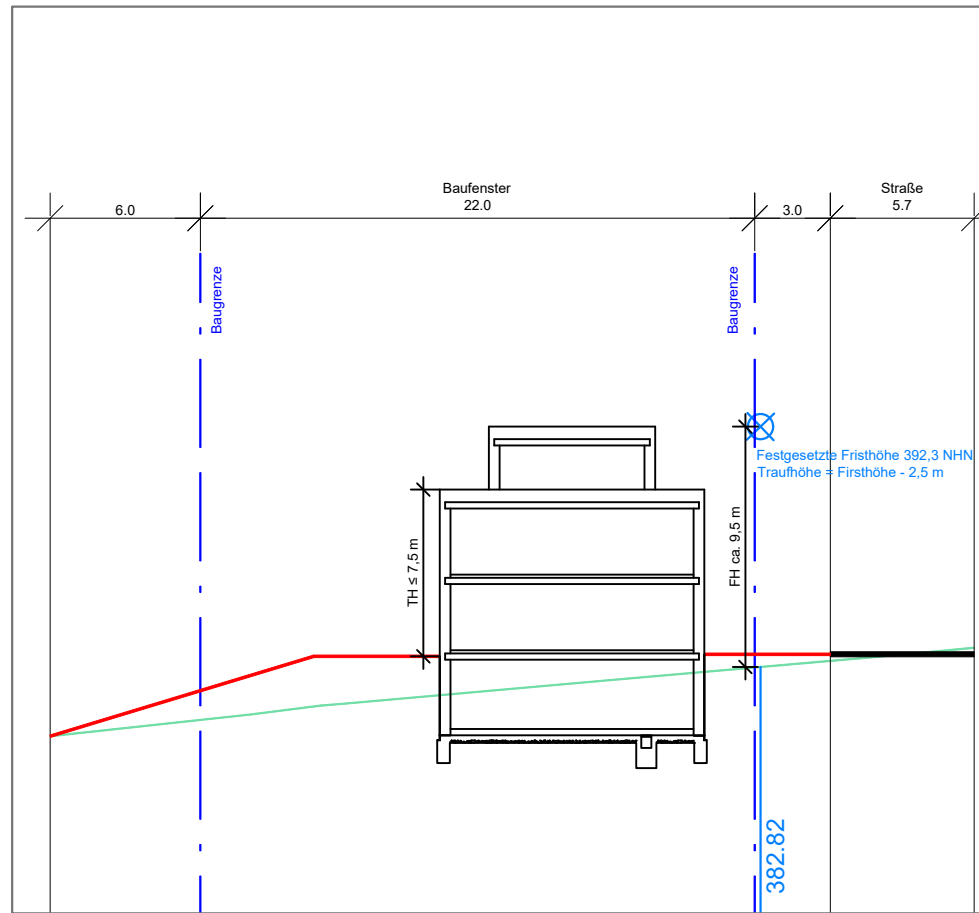 Baufenster
Straße
6.0
22.0
3.0
5.7
Baugrenze
Baugrenze
Festgesetzte Fristhöhe 392,3 NHN
Traufhöhe = Firsthöhe - 2,5 m
TH ≤ 7,5 m
FH ca. 9,5 m
382.82